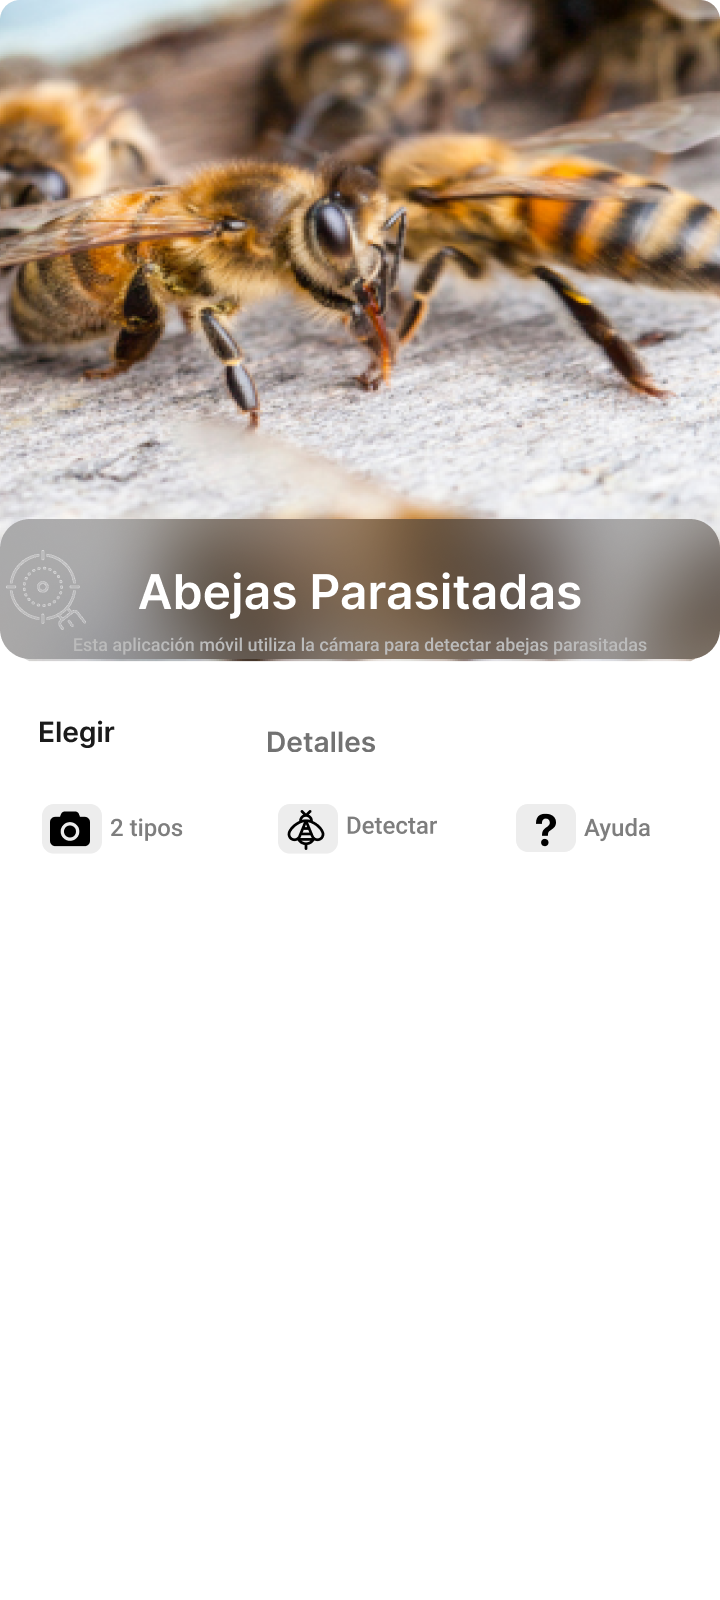 Abejas Parasitadas
Esta aplicación móvil utiliza la cámara para detectar abejas parasitadas
Elegir
Detalles
2 tipos
Detectar
Ayuda